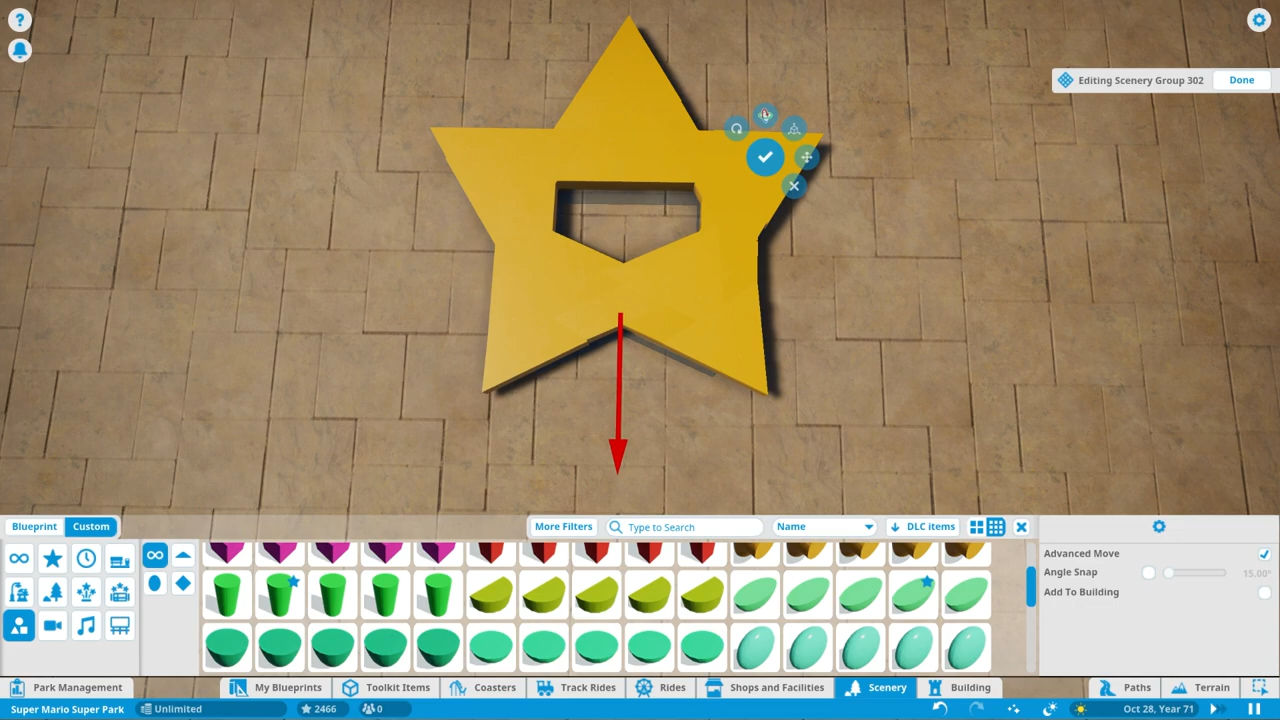 ?
Editing Scenery Group 302
Done
Blueprint
Custom
More Filters
Type to Search
Name
DLC items
Advanced Move
Angle Snap
15.00°
Add To Building
Park Management
My Blueprints
Toolkit Items
Coasters
Track Rides
Rides
Shops and Facilities
Scenery
Building
Paths
Terrain
Super Mario Super Park
Unlimited
2466
0
Oct 28, Year 71